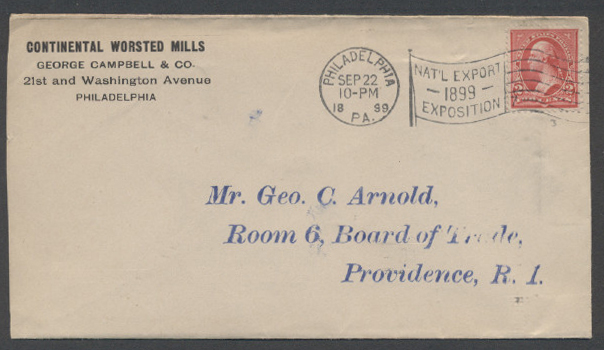 CONTINENTAL WORSTED MILLS
GEORGE CAMPBELL & CO.
21st and Washington Avenue
PHILADELPHIA
PHILADELPHIA
SEP 22
10-PM
18 99
PA.
NAT'L EXPORT
1899
EXPOSITION
Mr. Geo. C. Arnold,
Room 6, Board of Trade,
Providence, R. I.